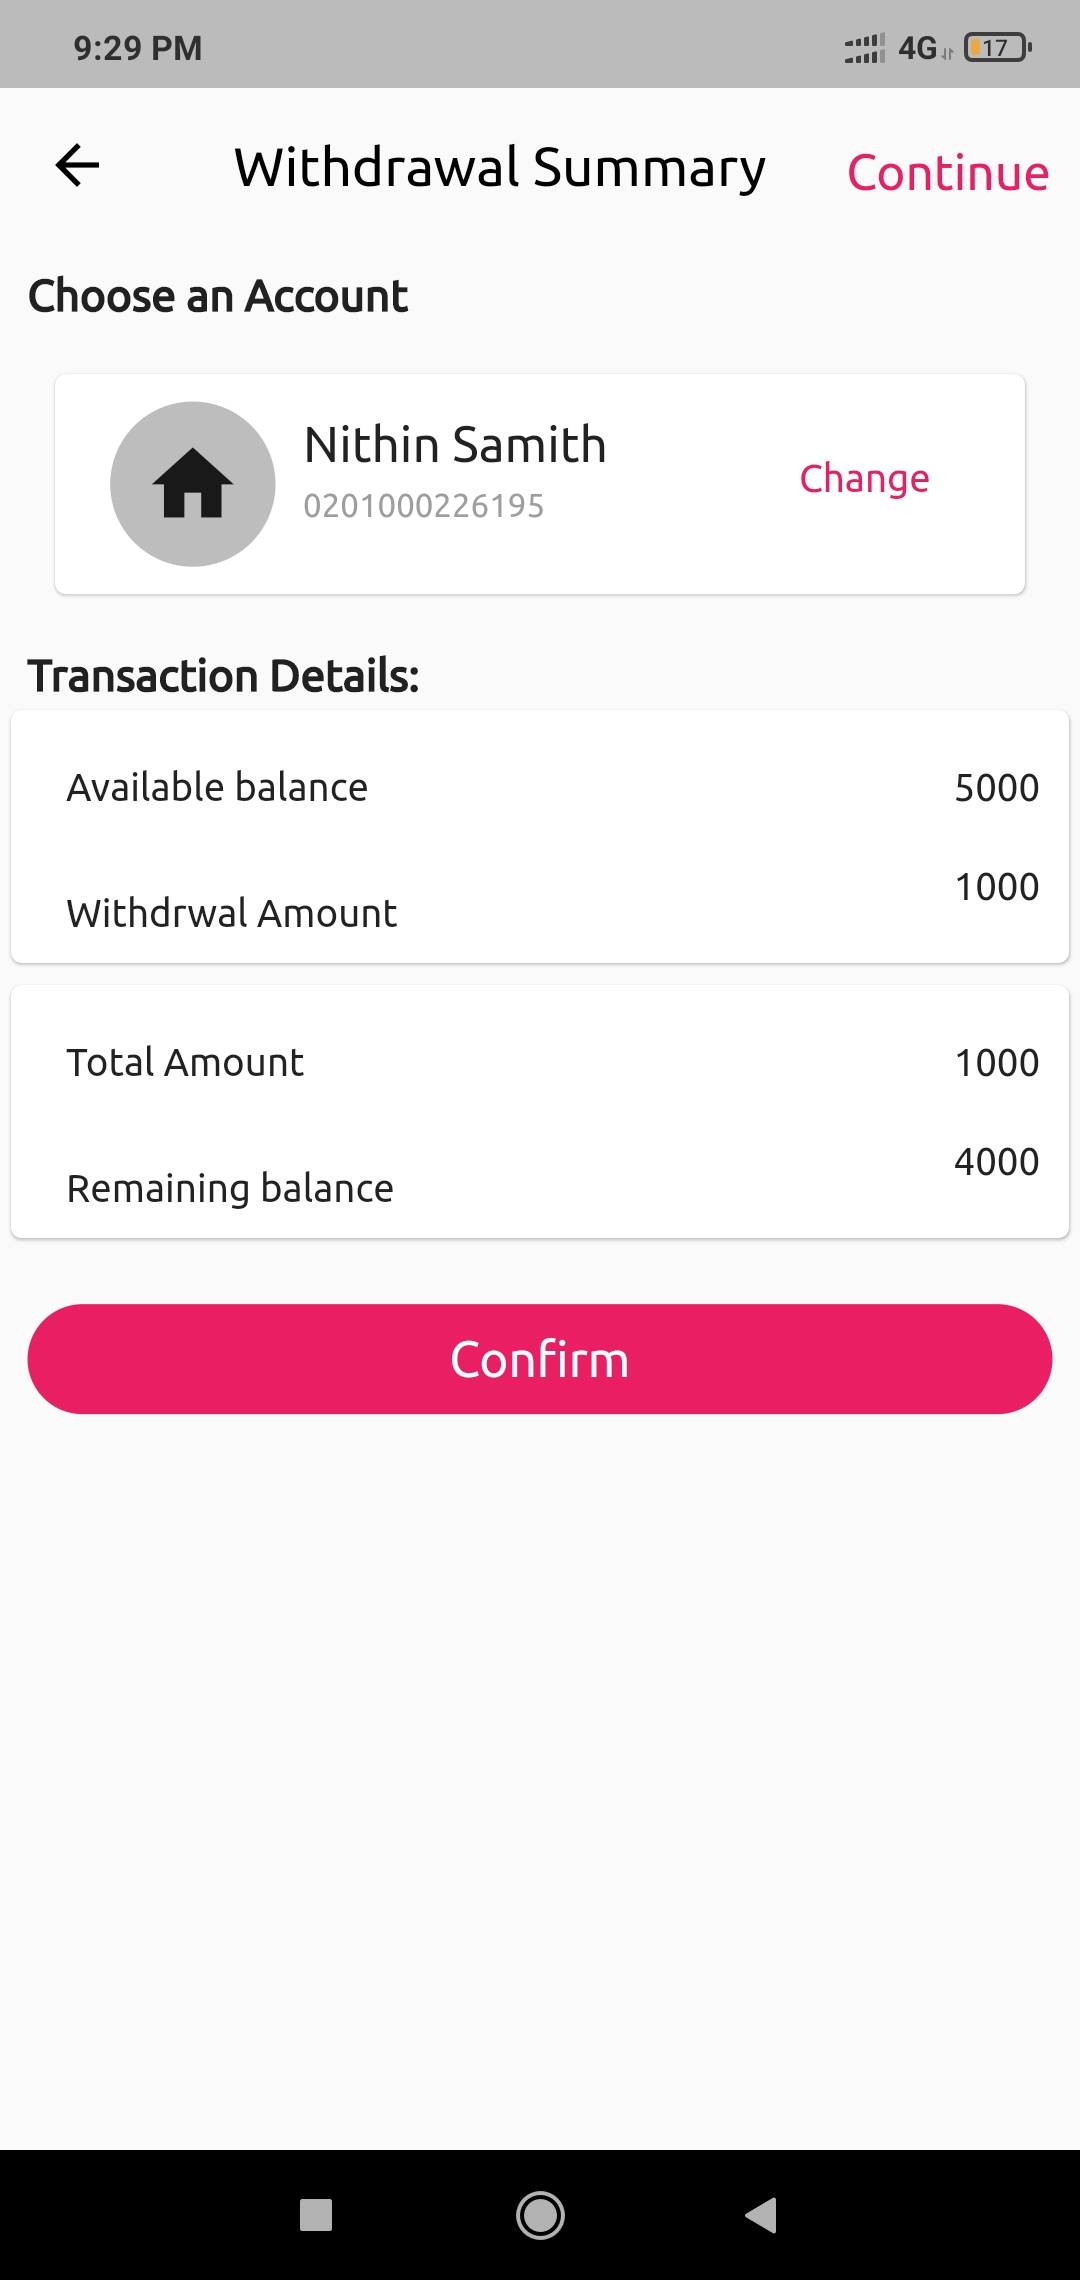 9:29 PM 4G 17
Withdrawal Summary Continue
Choose an Account
Nithin Samith
0201000226195
Change
Transaction Details:
Available balance 5000
Withdrwal Amount 1000
Total Amount 1000
Remaining balance 4000
Confirm